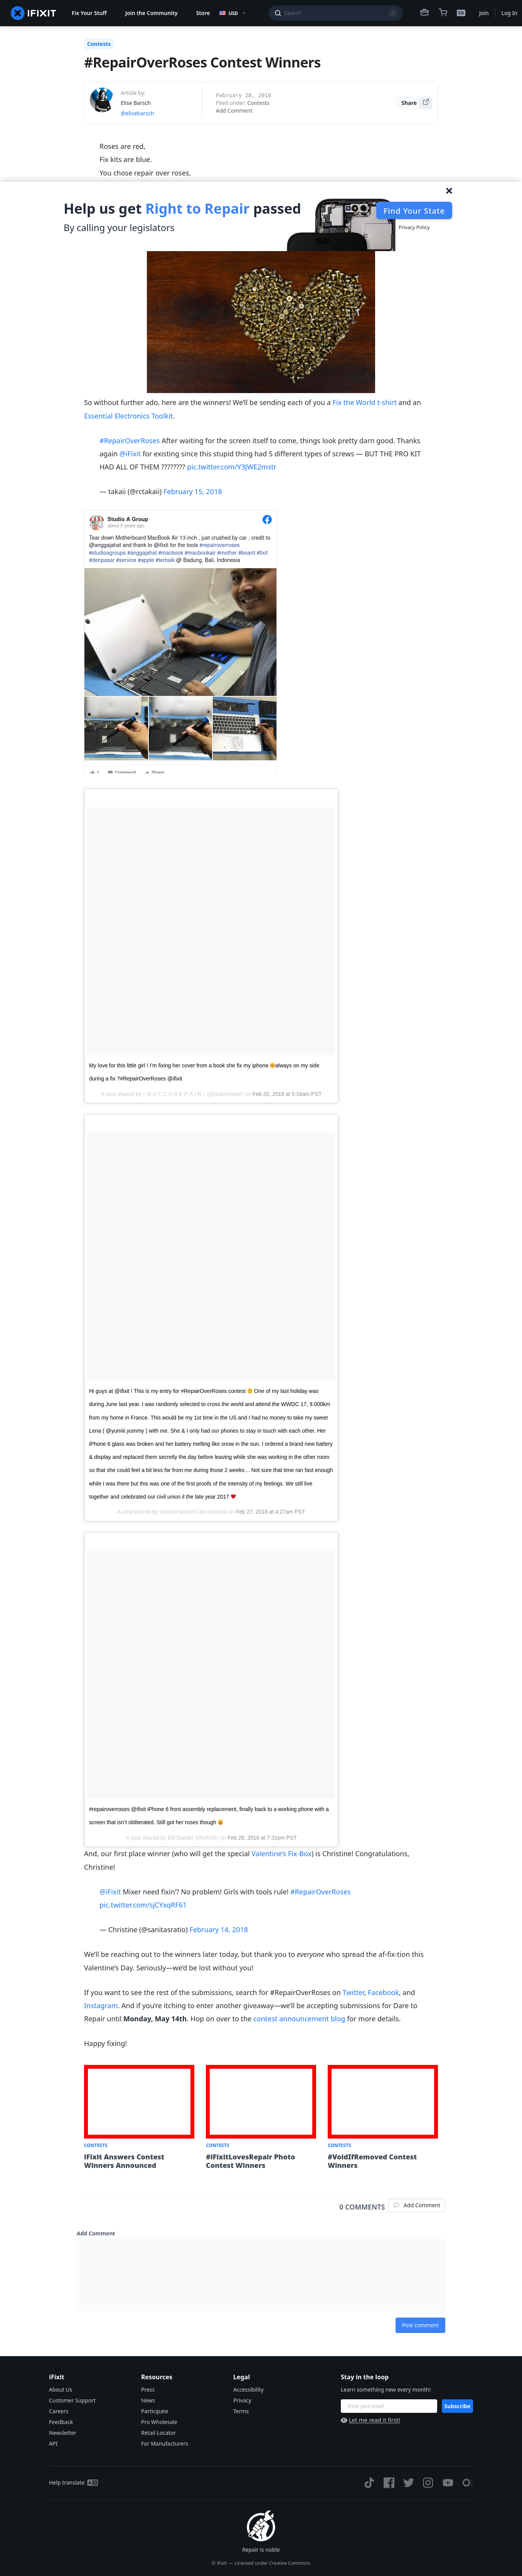 IFIXIT
Fix Your Stuff
Join the Community
Store
USD
Search
/
EN
Join
Log In
Contests
#RepairOverRoses Contest Winners
Article by:
Elise Barsch
@elisebarsch
February 28, 2018
Filed under: Contests
Add Comment
Share
Roses are red,
Fix kits are blue.
You chose repair over roses,
Help us get Right to Repair passed
By calling your legislators
Find Your State
Privacy Policy
So without further ado, here are the winners! We'll be sending each of you a Fix the World t-shirt and an
Essential Electronics Toolkit.
#RepairOverRoses After waiting for the screen itself to come, things look pretty darn good. Thanks
again @iFixit for existing since this stupid thing had 5 different types of screws — BUT THE PRO KIT
HAD ALL OF THEM ???????? pic.twitter.com/Y3JWE2mstr
— takaii (@rctakaii) February 15, 2018
Studio A Group
about 5 years ago
Tear down Motherboard MacBook Air 13 inch , just crushed by car , credit to
@anggajahat and thank to @ifixit for the tools #repairoverroses
#studioagroups #anggajahat #macbook #macbookair #mother #board #fixit
#denpasar #service #apple #terbaik @ Badung, Bali, Indonesia
1
Comment
Share
My love for this little girl ! I'm fixing her cover from a book she fix my iphone 😍always on my side
during a fix ?#RepairOverRoses @ifixit
A post shared by – D U T C H R E P A I R – (@dutchrepair) on Feb 20, 2018 at 5:16am PST
Hi guys at @ifixit ! This is my entry for #RepairOverRoses contest 😊 One of my last holiday was
during June last year. I was randomly selected to cross the world and attend the WWDC 17, 9.000km
from my home in France. This would be my 1st time in the US and I had no money to take my sweet
Lena ( @yumiii.yummy ) with me. She & I only had our phones to stay in touch with each other. Her
iPhone 6 glass was broken and her battery melting like snow in the sun. I ordered a brand new battery
& display and replaced them secretly the day before leaving while she was working in the other room
so that she could feel a bit less far from me during those 2 weeks… Not sure that time ran fast enough
while I was there but this was one of the first proofs of the intensity of my feelings. We still live
together and celebrated our civil union il the late year 2017 ❤️
A post shared by Vincent Monteil (@vmonteil) on Feb 27, 2018 at 4:27am PST
#repairoverroses @ifixit iPhone 6 front assembly replacement, finally back to a working phone with a
screen that isn't obliterated. Still got her roses though 😄
on Feb 26, 2018 at 7:31pm PST
And, our first place winner (who will get the special Valentine's Fix-Box) is Christine! Congratulations,
Christine!
@iFixit Mixer need fixin'? No problem! Girls with tools rule! #RepairOverRoses
pic.twitter.com/sjCYxqRF61
— Christine (@sanitasratio) February 14, 2018
We'll be reaching out to the winners later today, but thank you to everyone who spread the af-fix-tion this
Valentine's Day. Seriously—we'd be lost without you!
If you want to see the rest of the submissions, search for #RepairOverRoses on Twitter, Facebook, and
Instagram. And if you're itching to enter another giveaway—we'll be accepting submissions for Dare to
Repair until Monday, May 14th. Hop on over to the contest announcement blog for more details.
Happy fixing!
CONTESTS
iFixit Answers Contest
Winners Announced
CONTESTS
#iFixitLovesRepair Photo
Contest Winners
CONTESTS
#VoidIfRemoved Contest
Winners
0 COMMENTS
Add Comment
Add Comment
Post comment
iFixit
About Us
Customer Support
Careers
Feedback
Newsletter
API
Resources
Press
News
Participate
Pro Wholesale
Retail Locator
For Manufacturers
Legal
Accessibility
Privacy
Terms
Stay in the loop
Learn something new every month!
Enter your email
Subscribe
Let me read it first!
Help translate
Repair is noble
© iFixit — Licensed under Creative Commons